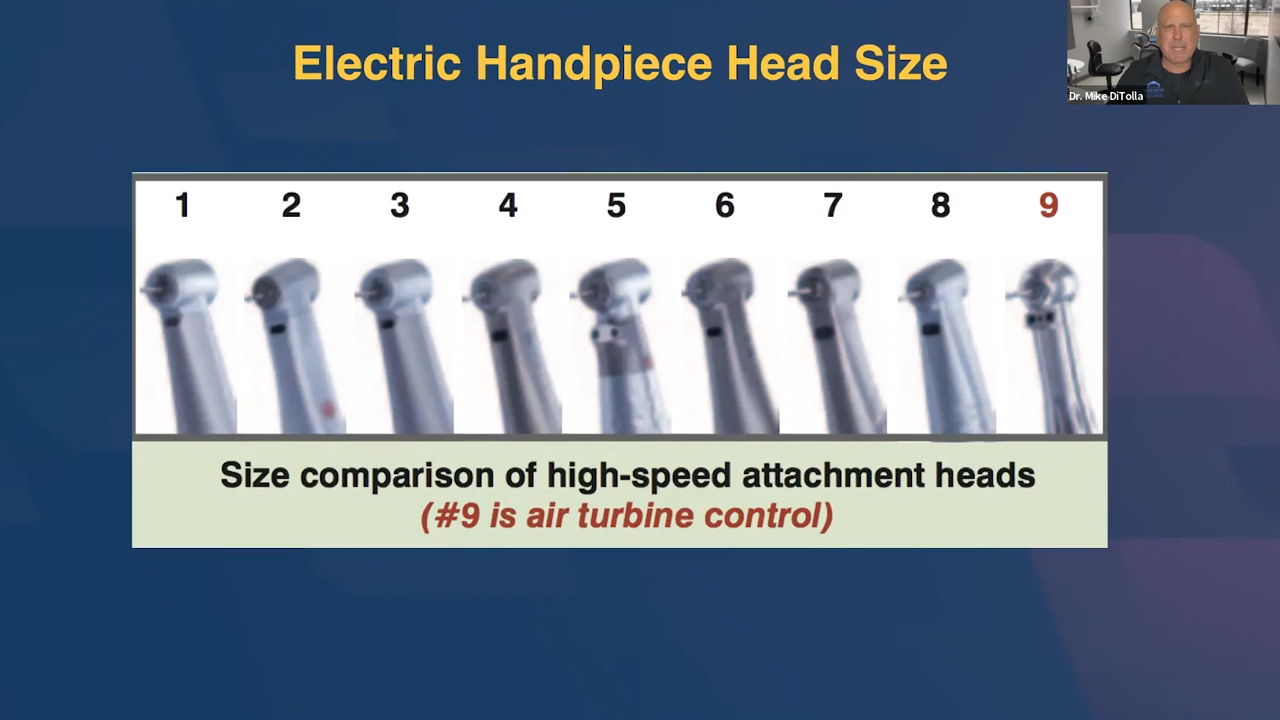 Electric Handpiece Head Size
Dr. Mike DiTolla
1 2 3 4 5 6 7 8 9
Size comparison of high-speed attachment heads
(#9 is air turbine control)